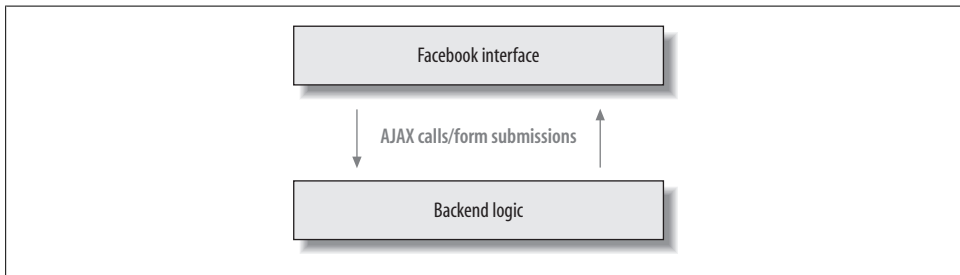 Facebook interface
AJAX calls/form submissions
Backend logic